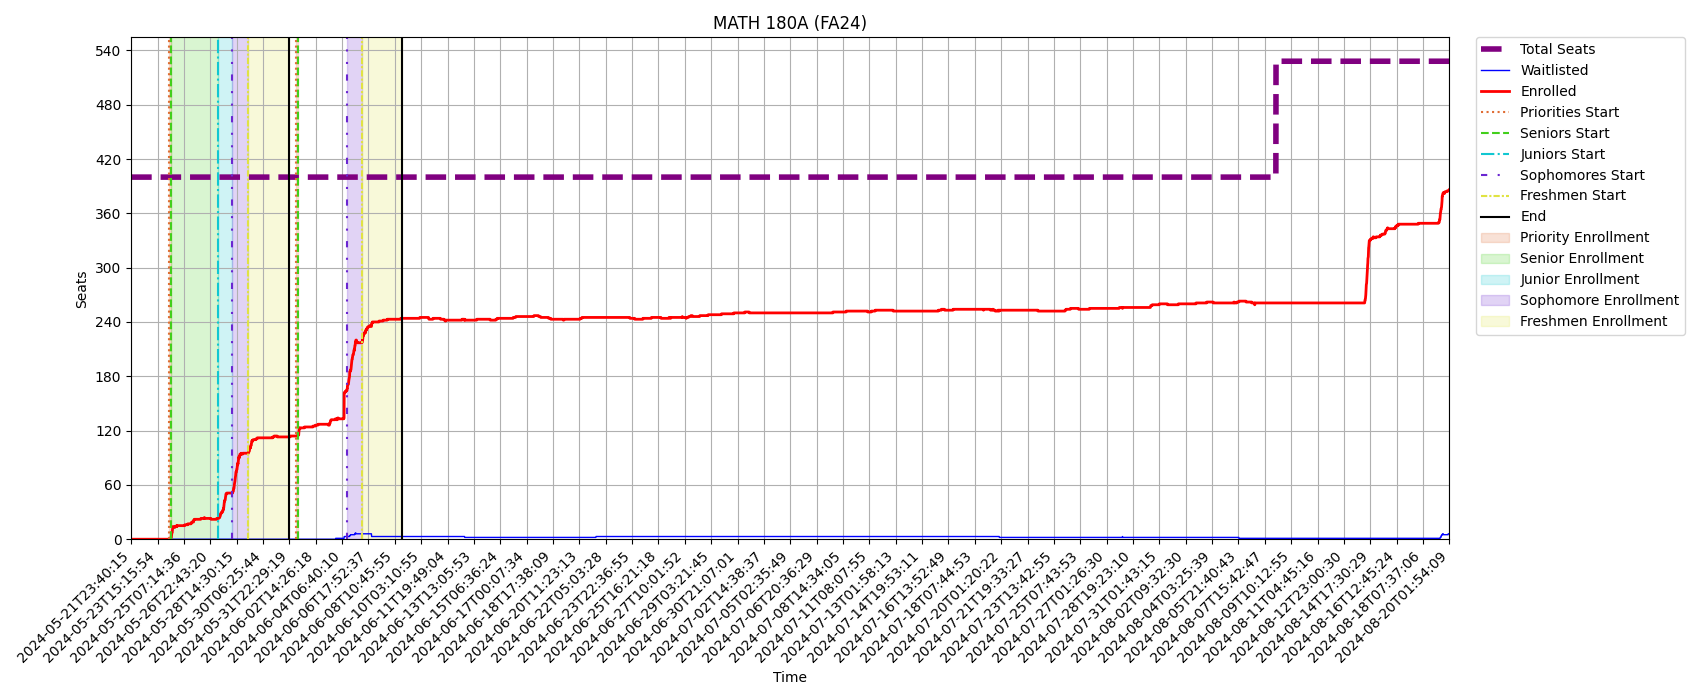 MATH 180A (FA24)
Seats
540
480
420
360
300
240
180
120
60
0
2024-05-21T23:40:15
2024-05-23T15:15:54
2024-05-25T07:14:36
2024-05-26T22:43:20
2024-05-28T14:30:15
2024-05-30T06:25:44
2024-05-31T22:29:19
2024-06-02T14:26:18
2024-06-04T06:40:10
2024-06-06T17:52:37
2024-06-08T10:45:55
2024-06-10T03:10:55
2024-06-11T19:49:04
2024-06-13T13:05:53
2024-06-15T06:36:24
2024-06-17T00:07:34
2024-06-18T17:38:09
2024-06-20T11:23:13
2024-06-22T05:03:28
2024-06-23T22:36:55
2024-06-25T16:21:18
2024-06-27T10:01:52
2024-06-29T03:21:45
2024-06-30T21:07:01
2024-07-02T14:38:37
2024-07-05T02:35:49
2024-07-06T20:36:29
2024-07-08T14:34:05
2024-07-11T08:07:55
2024-07-13T01:58:13
2024-07-14T19:53:11
2024-07-16T13:52:49
2024-07-18T07:44:53
2024-07-20T01:20:22
2024-07-21T19:33:27
2024-07-23T13:42:55
2024-07-25T07:43:53
2024-07-27T01:26:30
2024-07-28T19:23:10
2024-07-31T01:43:15
2024-08-02T09:32:30
2024-08-04T03:25:39
2024-08-05T21:40:43
2024-08-07T15:42:47
2024-08-09T10:12:55
2024-08-11T04:45:16
2024-08-12T23:00:30
2024-08-14T17:30:29
2024-08-16T12:45:24
2024-08-18T07:37:06
2024-08-20T01:54:09
Time
Total Seats
Waitlisted
Enrolled
Priorities Start
Seniors Start
Juniors Start
Sophomores Start
Freshmen Start
End
Priority Enrollment
Senior Enrollment
Junior Enrollment
Sophomore Enrollment
Freshmen Enrollment